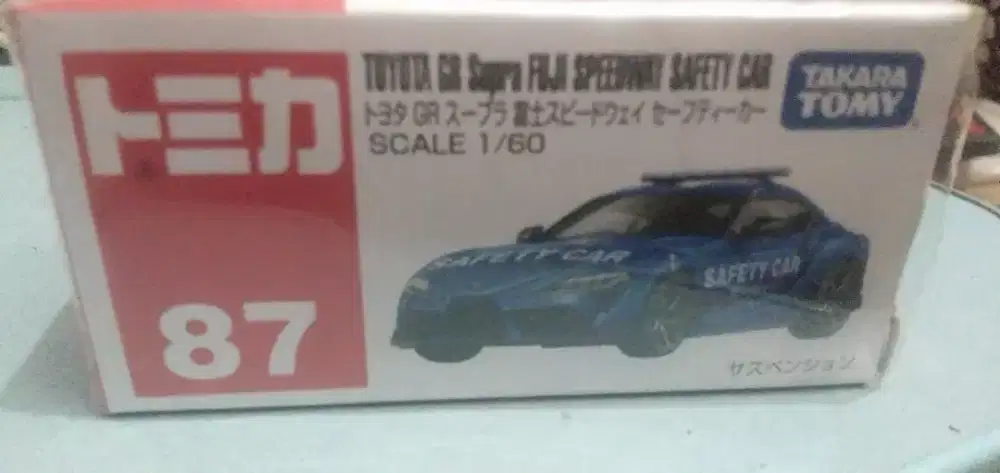 トミカ
87
TOYOTA GR Supra FUJI SPEEDWAY SAFETY CAR
トヨタ GR スープラ 富士スピードウェイ セーフティーカー
SCALE 1/60
TAKARA
TOMY
SAFETY CAR
SAFETY CAR
サスペンション